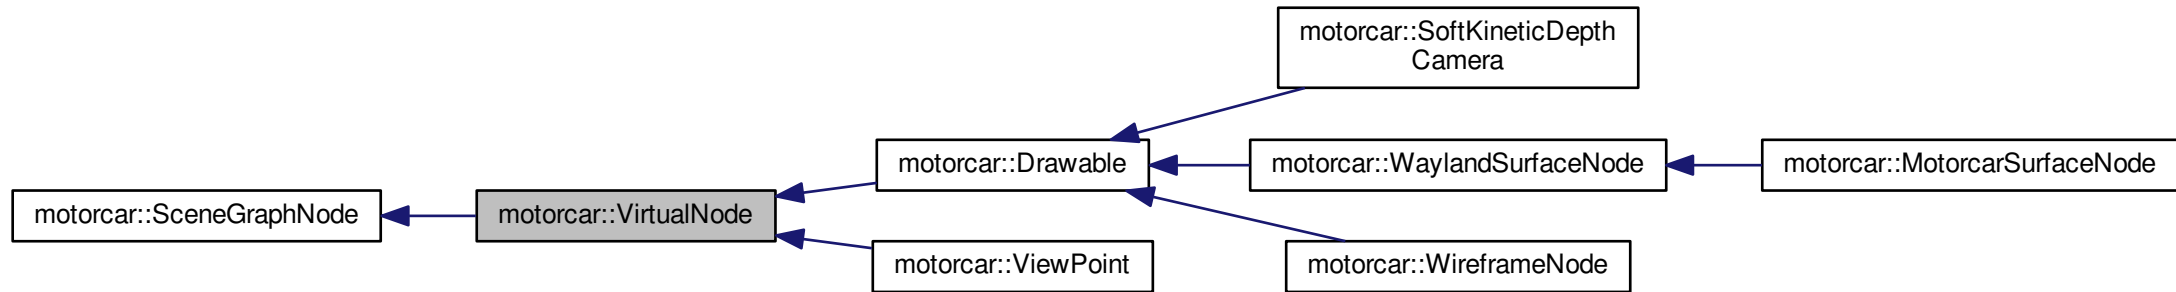 motorcar::SoftKineticDepth
Camera
motorcar::Drawable
motorcar::WaylandSurfaceNode
motorcar::MotorcarSurfaceNode
motorcar::SceneGraphNode
motorcar::VirtualNode
motorcar::ViewPoint
motorcar::WireframeNode